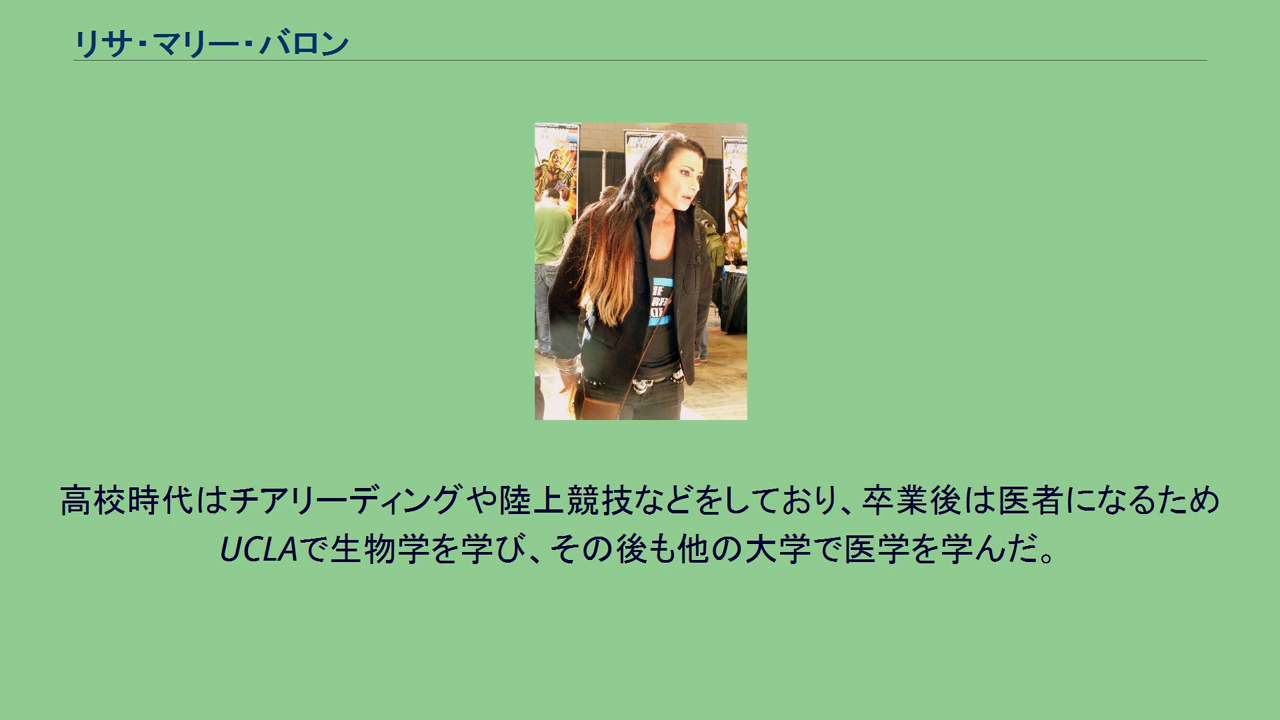 リサ・マリー・バロン
高校時代はチアリーディングや陸上競技などをしており、卒業後は医者になるため
UCLAで生物学を学び、その後も他の大学で医学を学んだ。